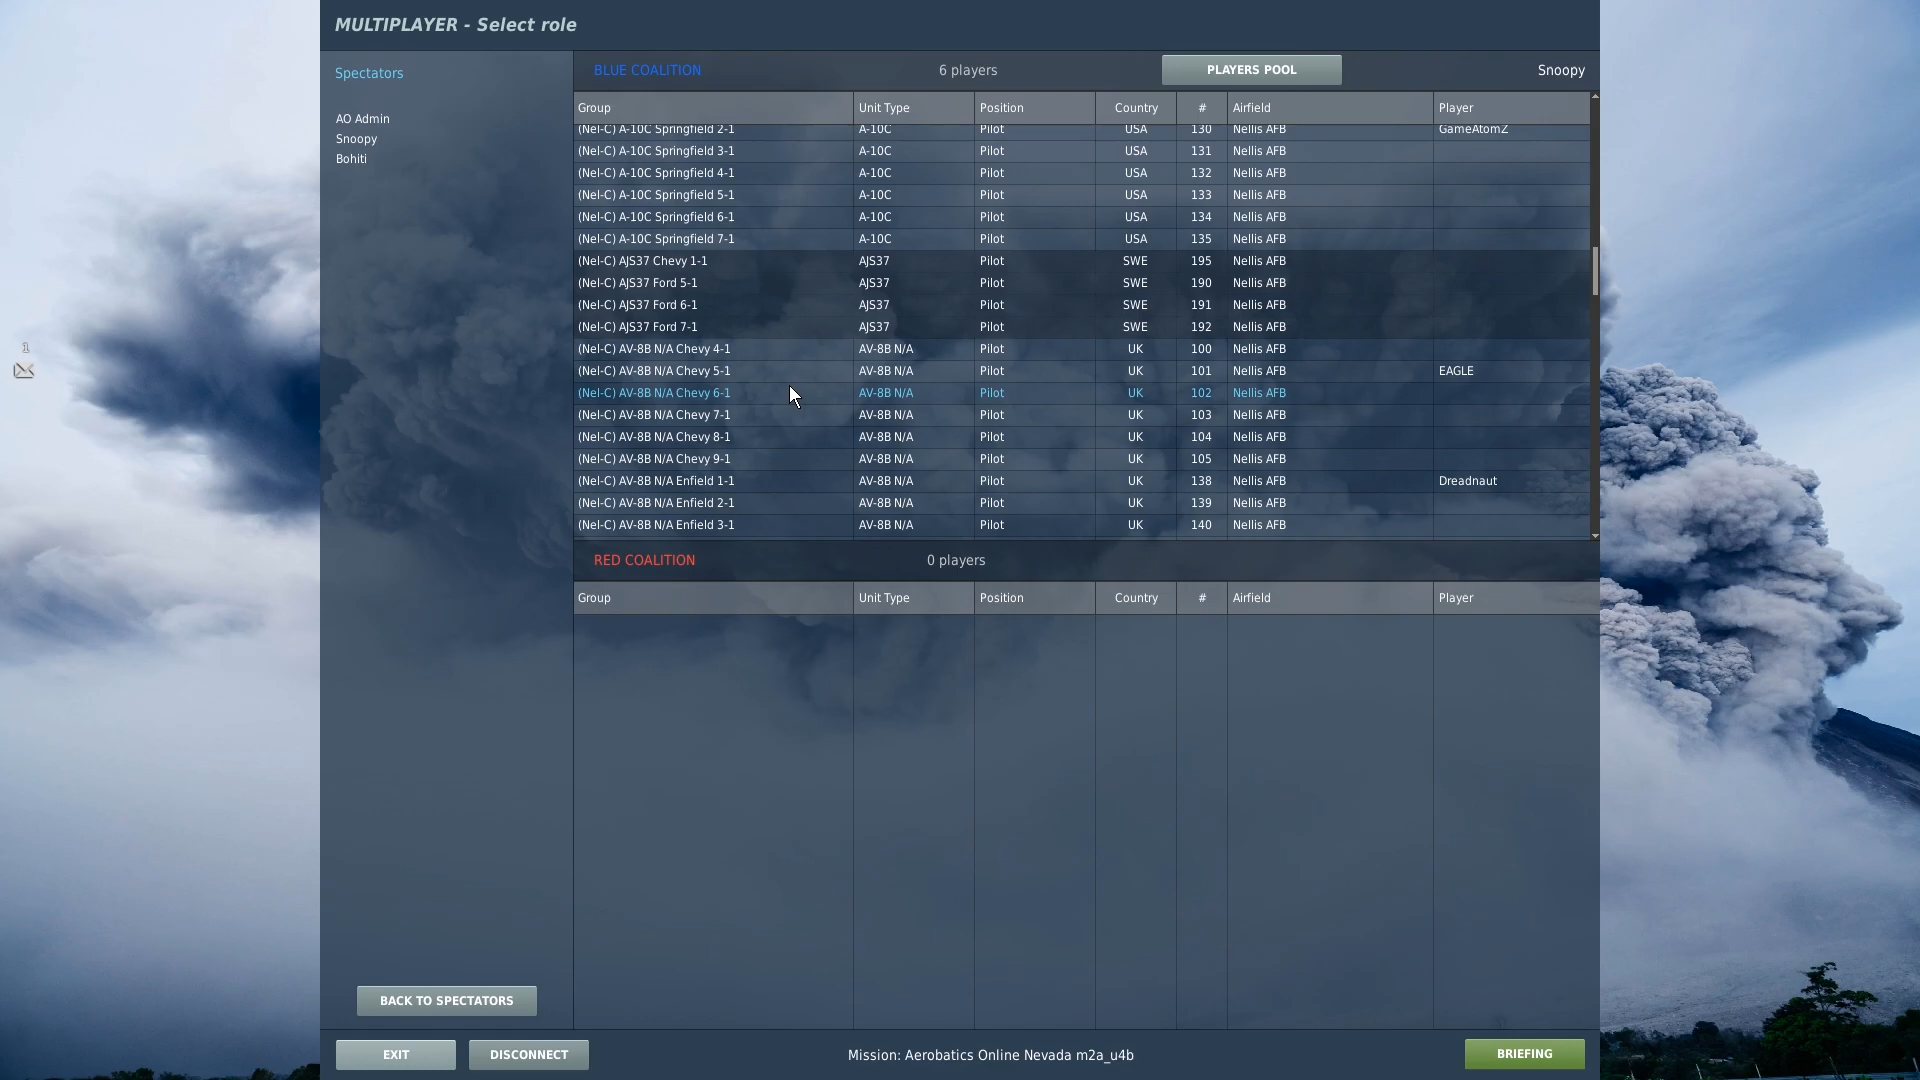 MULTIPLAYER - Select role
Spectators
AO Admin
Snoopy
Bohiti
BLUE COALITION 6 players PLAYERS POOL Snoopy
Group Unit Type Position Country # Airfield Player
(Nel-C) A-10C Springfield 2-1 A-10C Pilot USA 130 Nellis AFB GameAtomZ
(Nel-C) A-10C Springfield 3-1 A-10C Pilot USA 131 Nellis AFB
(Nel-C) A-10C Springfield 4-1 A-10C Pilot USA 132 Nellis AFB
(Nel-C) A-10C Springfield 5-1 A-10C Pilot USA 133 Nellis AFB
(Nel-C) A-10C Springfield 6-1 A-10C Pilot USA 134 Nellis AFB
(Nel-C) A-10C Springfield 7-1 A-10C Pilot USA 135 Nellis AFB
(Nel-C) AJS37 Chevy 1-1 AJS37 Pilot SWE 195 Nellis AFB
(Nel-C) AJS37 Ford 5-1 AJS37 Pilot SWE 190 Nellis AFB
(Nel-C) AJS37 Ford 6-1 AJS37 Pilot SWE 191 Nellis AFB
(Nel-C) AJS37 Ford 7-1 AJS37 Pilot SWE 192 Nellis AFB
(Nel-C) AV-8B N/A Chevy 4-1 AV-8B N/A Pilot UK 100 Nellis AFB
(Nel-C) AV-8B N/A Chevy 5-1 AV-8B N/A Pilot UK 101 Nellis AFB EAGLE
(Nel-C) AV-8B N/A Chevy 6-1 AV-8B N/A Pilot UK 102 Nellis AFB
(Nel-C) AV-8B N/A Chevy 7-1 AV-8B N/A Pilot UK 103 Nellis AFB
(Nel-C) AV-8B N/A Chevy 8-1 AV-8B N/A Pilot UK 104 Nellis AFB
(Nel-C) AV-8B N/A Chevy 9-1 AV-8B N/A Pilot UK 105 Nellis AFB
(Nel-C) AV-8B N/A Enfield 1-1 AV-8B N/A Pilot UK 138 Nellis AFB Dreadnaut
(Nel-C) AV-8B N/A Enfield 2-1 AV-8B N/A Pilot UK 139 Nellis AFB
(Nel-C) AV-8B N/A Enfield 3-1 AV-8B N/A Pilot UK 140 Nellis AFB
RED COALITION 0 players
Group Unit Type Position Country # Airfield Player
1
BACK TO SPECTATORS
EXIT DISCONNECT Mission: Aerobatics Online Nevada m2a_u4b BRIEFING